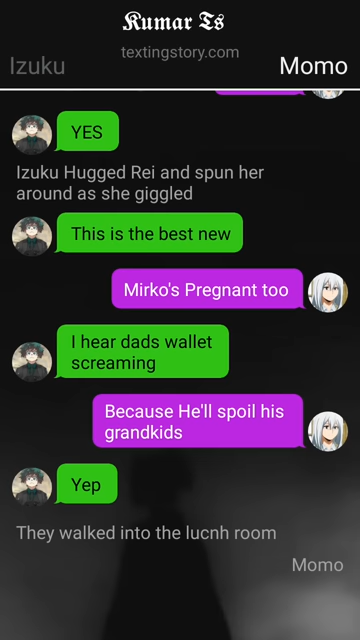 Kumar Ts
textingstory.com
Izuku
Momo
YES
Izuku Hugged Rei and spun her
around as she giggled
This is the best new
Mirko's Pregnant too
I hear dads wallet
screaming
Because He'll spoil his
grandkids
Yep
They walked into the lucnh room
Momo